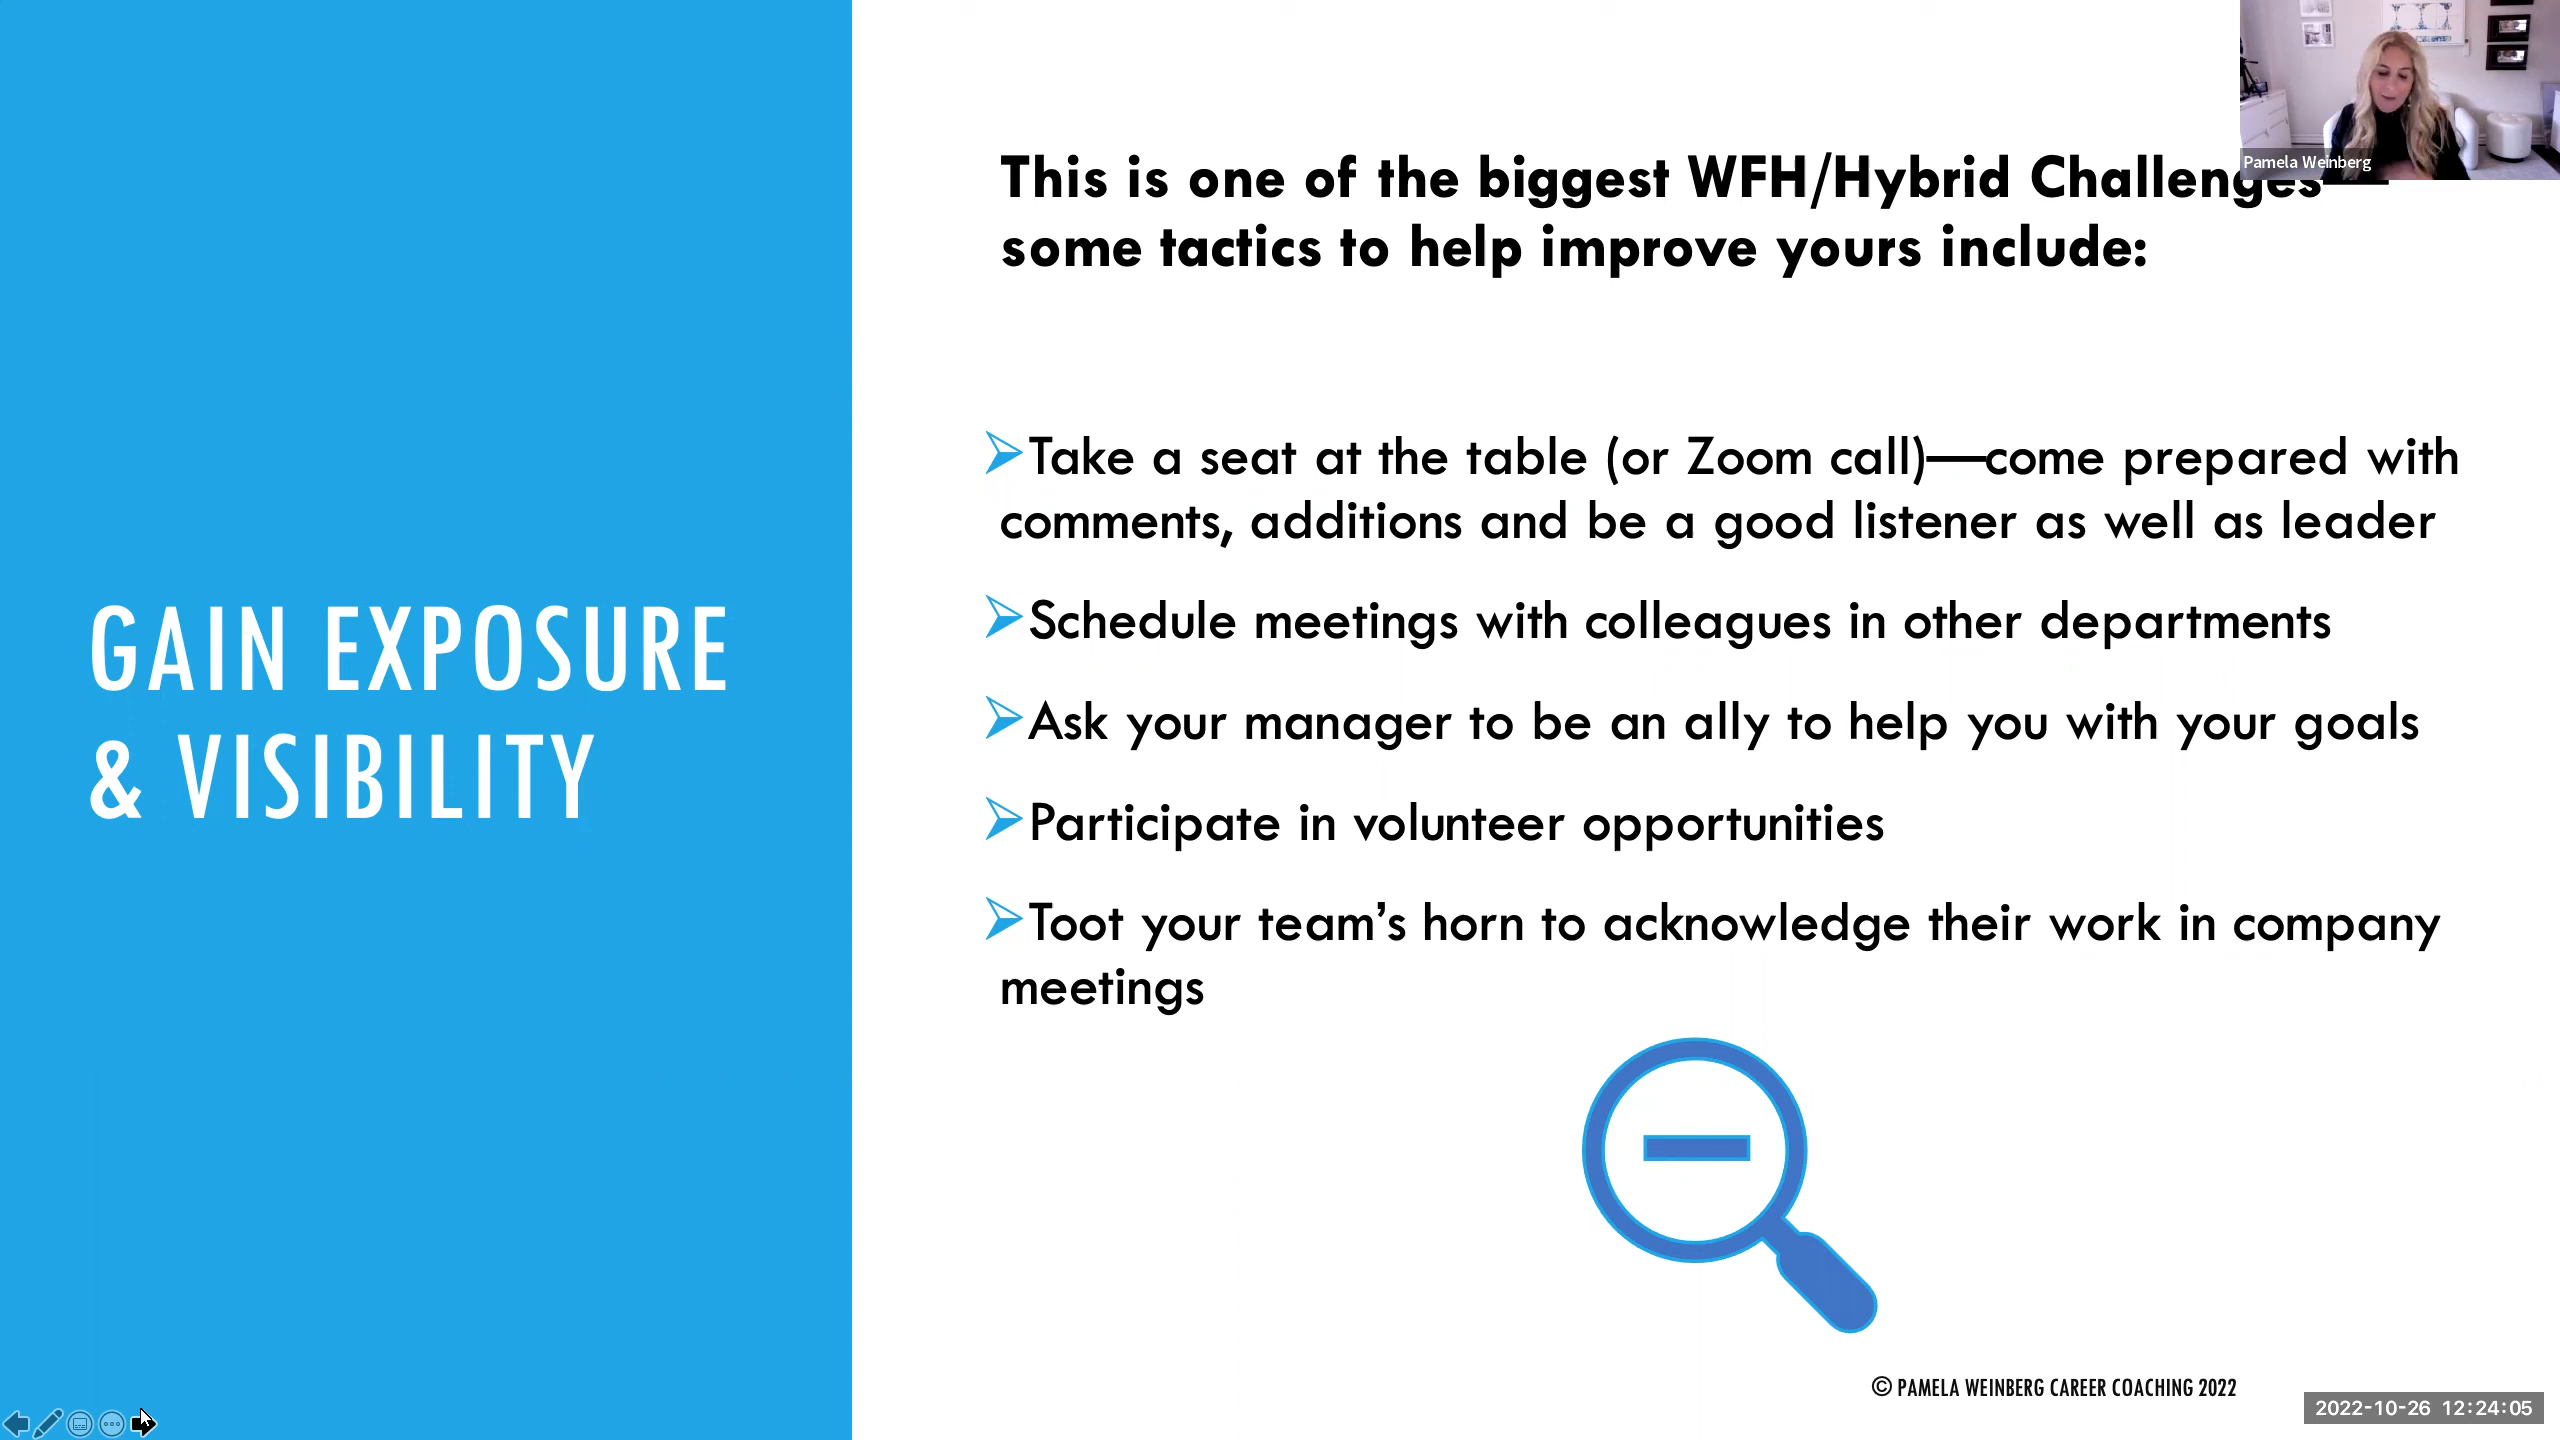 Pamela Weinberg
This is one of the biggest WFH/Hybrid Challenges—
some tactics to help improve yours include:
GAIN EXPOSURE
& VISIBILITY
➢Take a seat at the table (or Zoom call)—come prepared with
comments, additions and be a good listener as well as leader
➢Schedule meetings with colleagues in other departments
➢Ask your manager to be an ally to help you with your goals
➢Participate in volunteer opportunities
➢Toot your team’s horn to acknowledge their work in company
meetings
© PAMELA WEINBERG CAREER COACHING 2022
2022-10-26 12:24:05